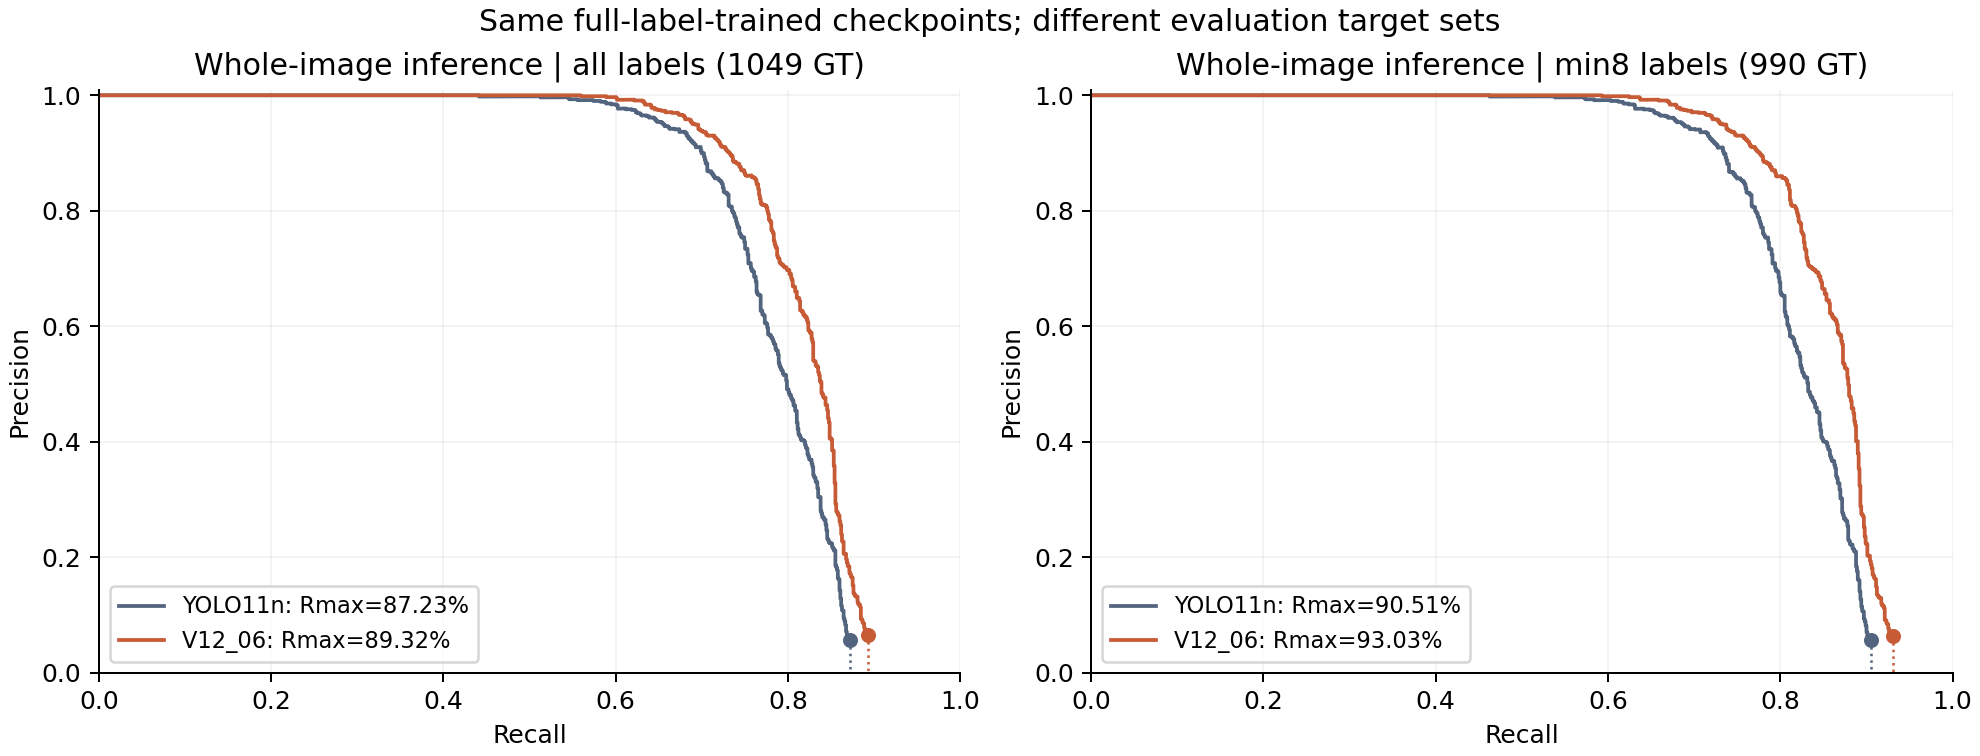 Same full-label-trained checkpoints; different evaluation target sets
Whole-image inference | all labels (1049 GT)
1.0
0.8
0.6
0.4
0.2
0.0
Precision
YOLO11n: Rmax=87.23%
V12_06: Rmax=89.32%
0.0 0.2 0.4 0.6 0.8 1.0
Recall
Whole-image inference | min8 labels (990 GT)
1.0
0.8
0.6
0.4
0.2
0.0
Precision
YOLO11n: Rmax=90.51%
V12_06: Rmax=93.03%
0.0 0.2 0.4 0.6 0.8 1.0
Recall